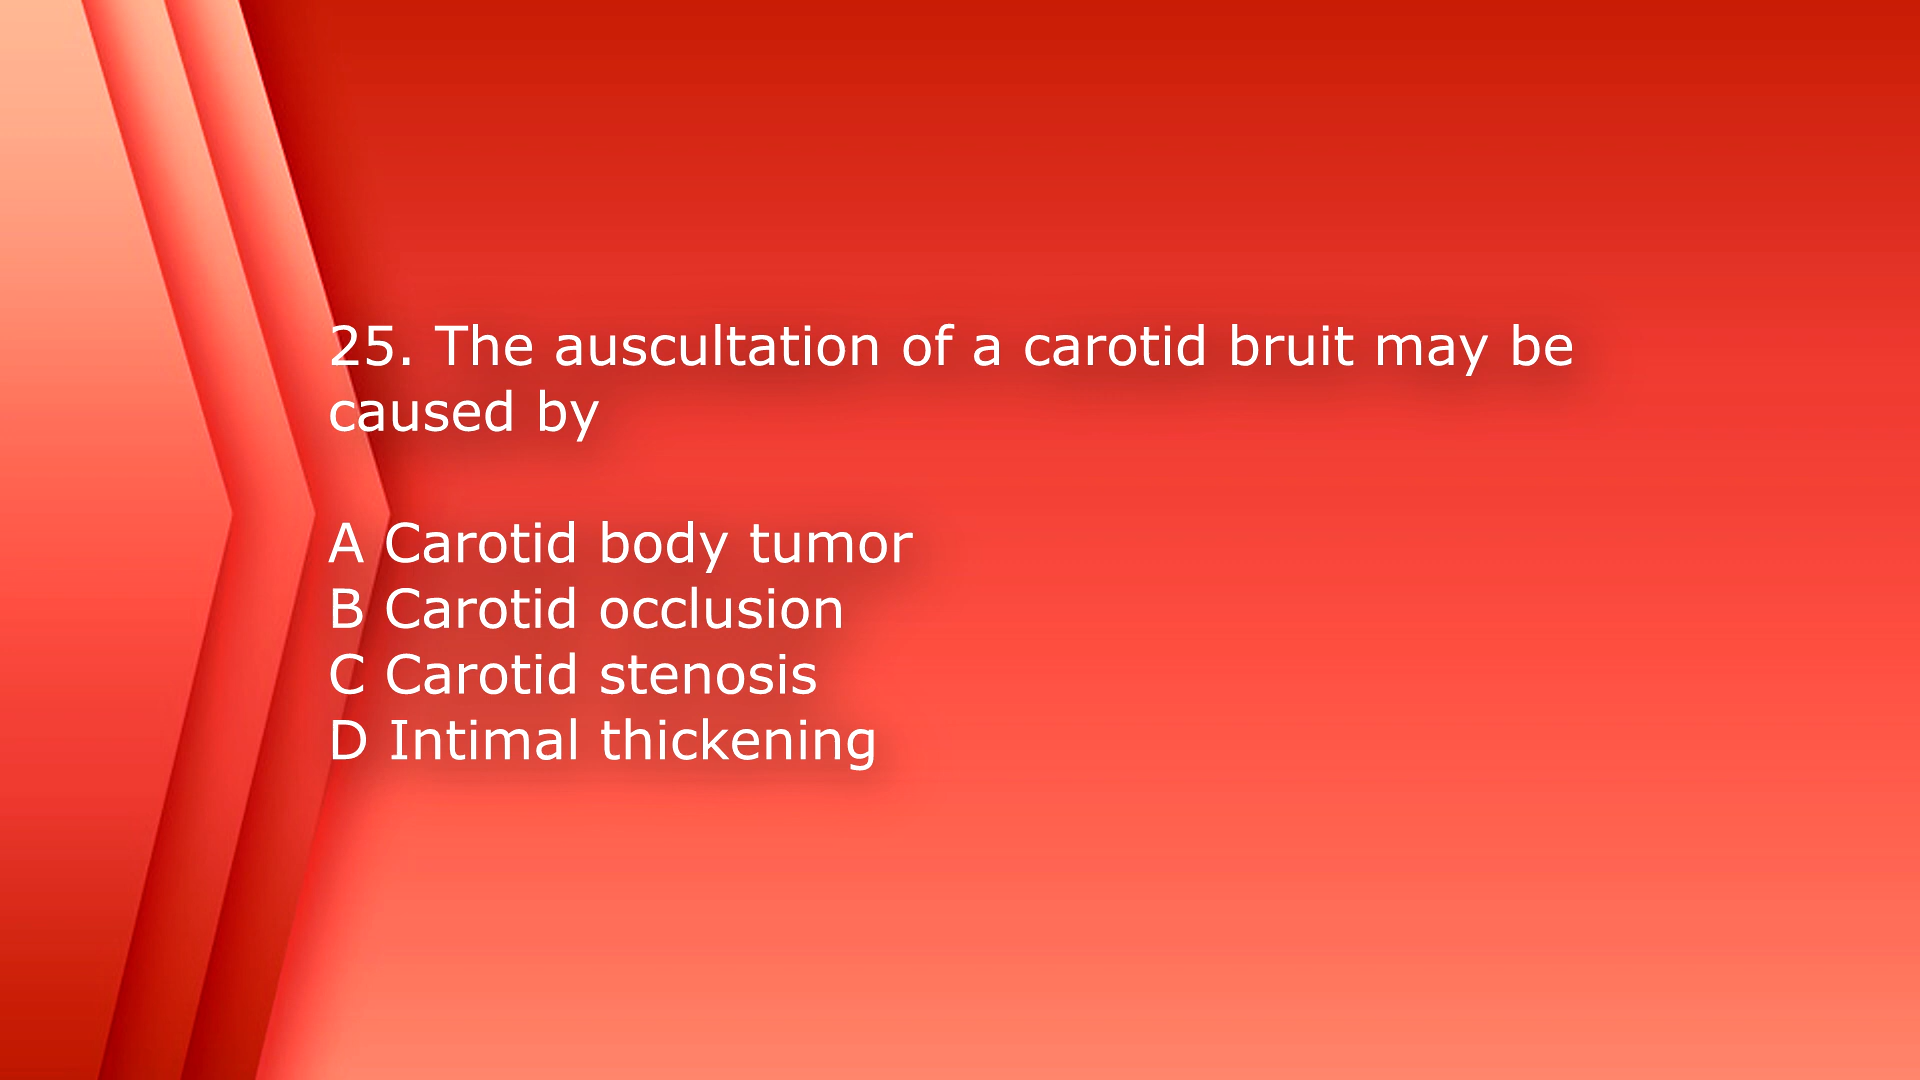 25. The auscultation of a carotid bruit may be
caused by
A Carotid body tumor
B Carotid occlusion
C Carotid stenosis
D Intimal thickening